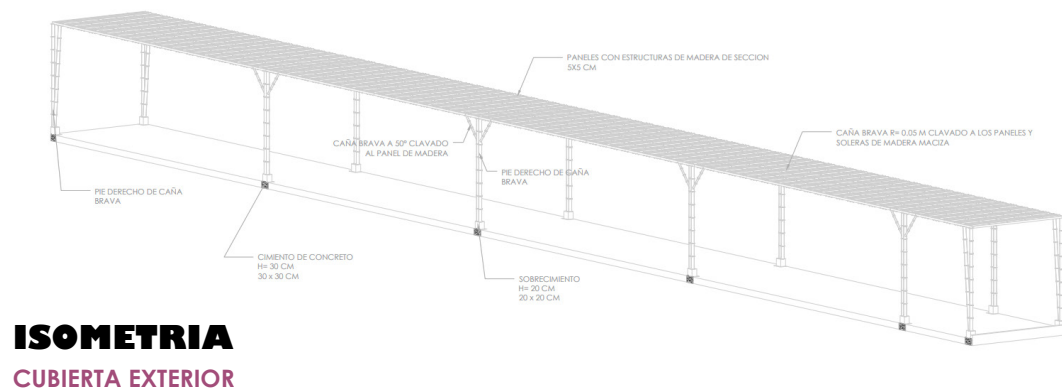 PANELES CON ESTRUCTURAS DE MADERA DE SECCION
5X5 CM
CAÑA BRAVA A 50° CLAVADO
AL PANEL DE MADERA
CAÑA BRAVA R= 0,05 M CLAVADO A LOS PANELES Y
SOLERAS DE MADERA MACIZA
PIE DERECHO DE CAÑA
BRAVA
PIE DERECHO DE CAÑA
BRAVA
CIMIENTO DE CONCRETO
H= 30 CM
30 x 30 CM
SOBRECIMIENTO
H= 20 CM
20 x 20 CM
ISOMETRIA
CUBIERTA EXTERIOR